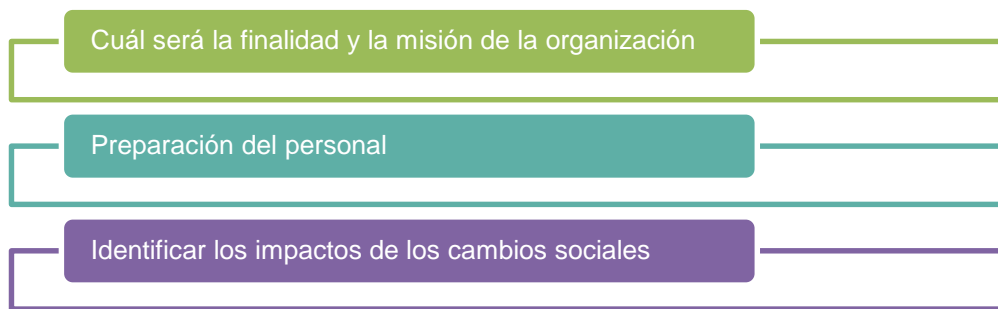 Cuál será la finalidad y la misión de la organización
Preparación del personal
Identificar los impactos de los cambios sociales